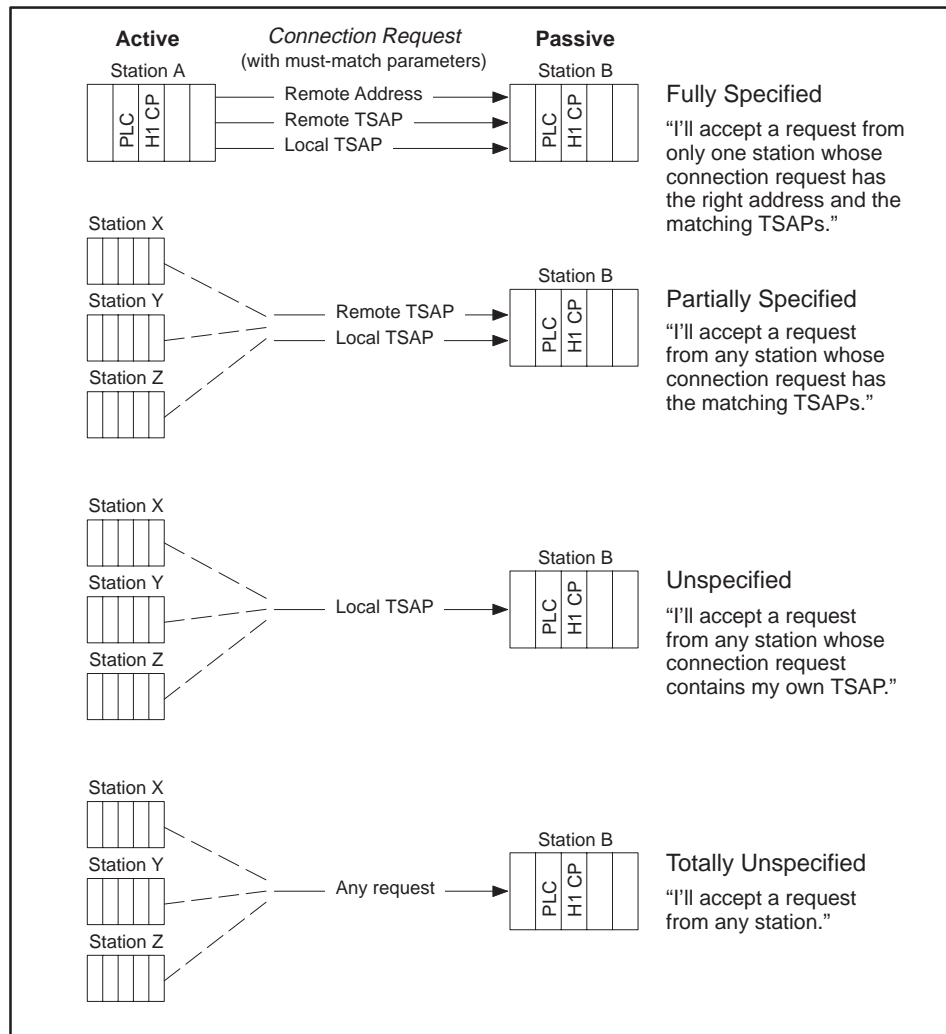 Active
Connection Request
(with must-match parameters)
Passive
Station A
PLC
H1 CP
Remote Address
Remote TSAP
Local TSAP
Station B
PLC
H1 CP
Fully Specified
“I’ll accept a request from
only one station whose
connection request has
the right address and the
matching TSAPs.”
Station X
Station Y
Station Z
Remote TSAP
Local TSAP
Station B
PLC
H1 CP
Partially Specified
“I’ll accept a request
from any station whose
connection request has
the matching TSAPs.”
Station X
Station Y
Station Z
Local TSAP
Station B
PLC
H1 CP
Unspecified
“I’ll accept a request
from any station whose
connection request
contains my own TSAP.”
Station X
Station Y
Station Z
Any request
Station B
PLC
H1 CP
Totally Unspecified
“I’ll accept a request
from any station.”